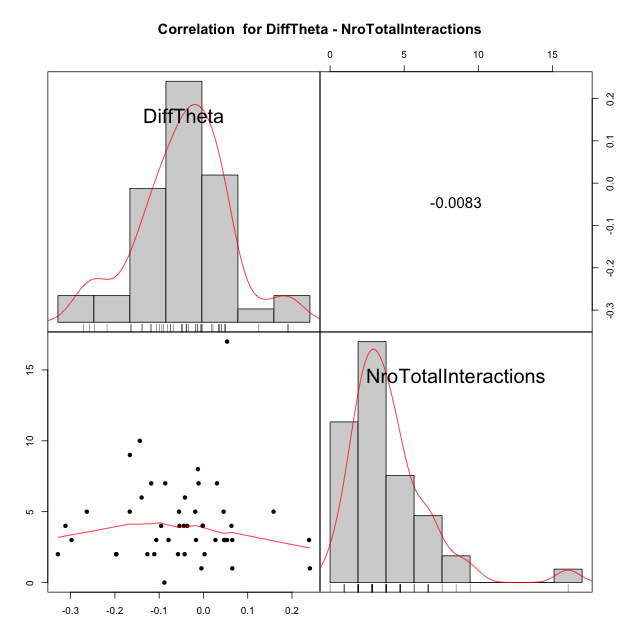 Correlation  for DiffTheta - NroTotalInteractions
0 5 10 15
DiffTheta
-0.0083
0.2
0.1
0.0
-0.1
-0.2
-0.3
NroTotalInteractions
15
10
5
0
-0.3 -0.2 -0.1 0.0 0.1 0.2